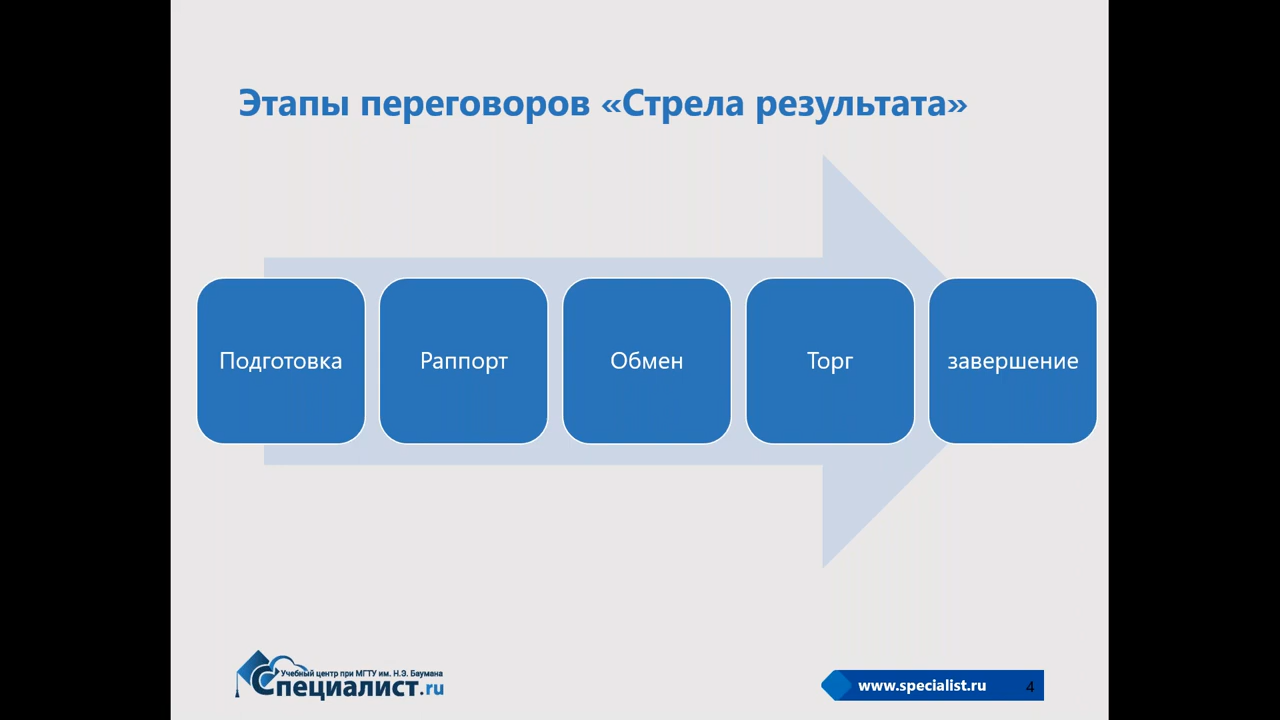 Этапы переговоров «Стрела результата»
Подготовка
Раппорт
Обмен
Торг
завершение
Учебный центр при МГТУ им. Н.Э. Баумана
Специалист.ru
www.specialist.ru
4